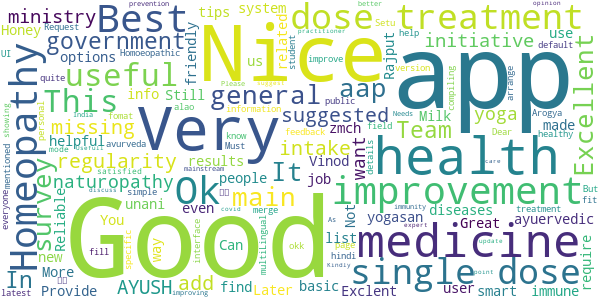 ministry
Best
dose
treatment
tips
system
Honey
Request
Homoeopathic
friendly
related
student
Setu
practitioner
prevention
better
opinion
help
UI
government
options
us
improve
default
quite
Nice
app
Rajput
initiative
use
version
compiling
arrange
Homeopathy
useful
general
aap
Please
public
Excellent
This
info
Still
information
Milk
Arogya
personal
India
fomat
showing
missing
Very
suggested
yoga
made
survey
helpful
alao
ayurveda
know
Must
feedback
Team
Needs
field
Dear
healthy
regularity
results
intake
Zmch
health
mode
satisfied
mainstream
want
details
naturopathy
Ok
It
people
Vinod
job
improvement
Reliable
unani
main
mentioned
everyone
simple
discuss
You
even
Not
Great
diseases
But
fit
way
interface
Can
multilingual
covid
merge
okk
list
page
yogasan
ayuervedic
As
immunity
treatment
care
In
new
Good
medicine
require
More
specific
hindi
user
expert
update
AYUSH
add
find
basic
single dose
Kindly
point
latest
Provide
fill
improving
Later
Exclent
smart
immune